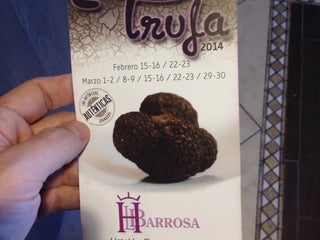 Trufa
2014
Febrero 15-16 / 22-23
Marzo 1-2 / 8-9 / 15-16 / 22-23 / 29-30
AUTÉNTICAS
H BARROSA